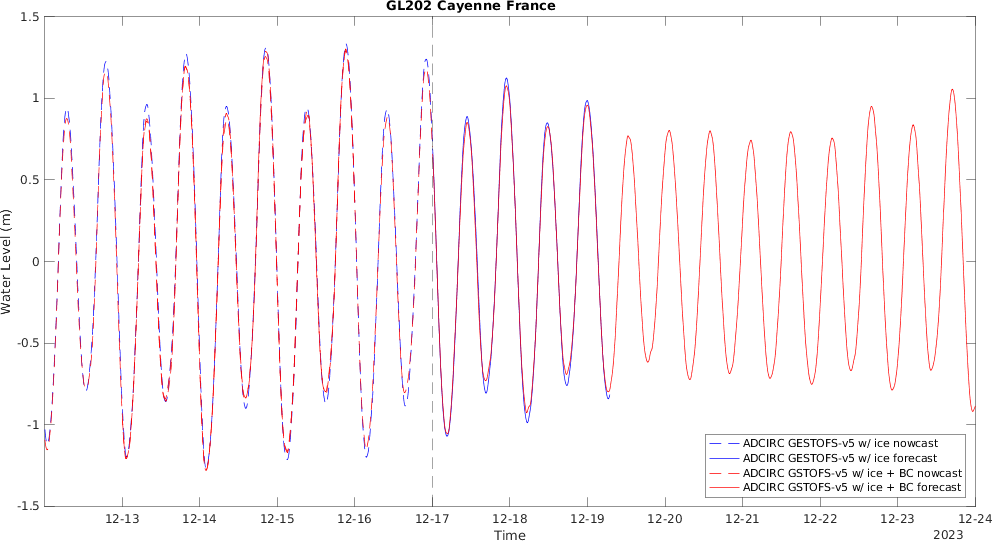 GL202 Cayenne France
1.5
1
0.5
0
-0.5
-1
-1.5
Water Level (m)
ADCIRC GESTOFS-v5 w/ ice nowcast
ADCIRC GESTOFS-v5 w/ ice forecast
ADCIRC GSTOFS-v5 w/ ice + BC nowcast
ADCIRC GSTOFS-v5 w/ ice + BC forecast
12-13 12-14 12-15 12-16 12-17 12-18 12-19 12-20 12-21 12-22 12-23 12-24
Time
2023